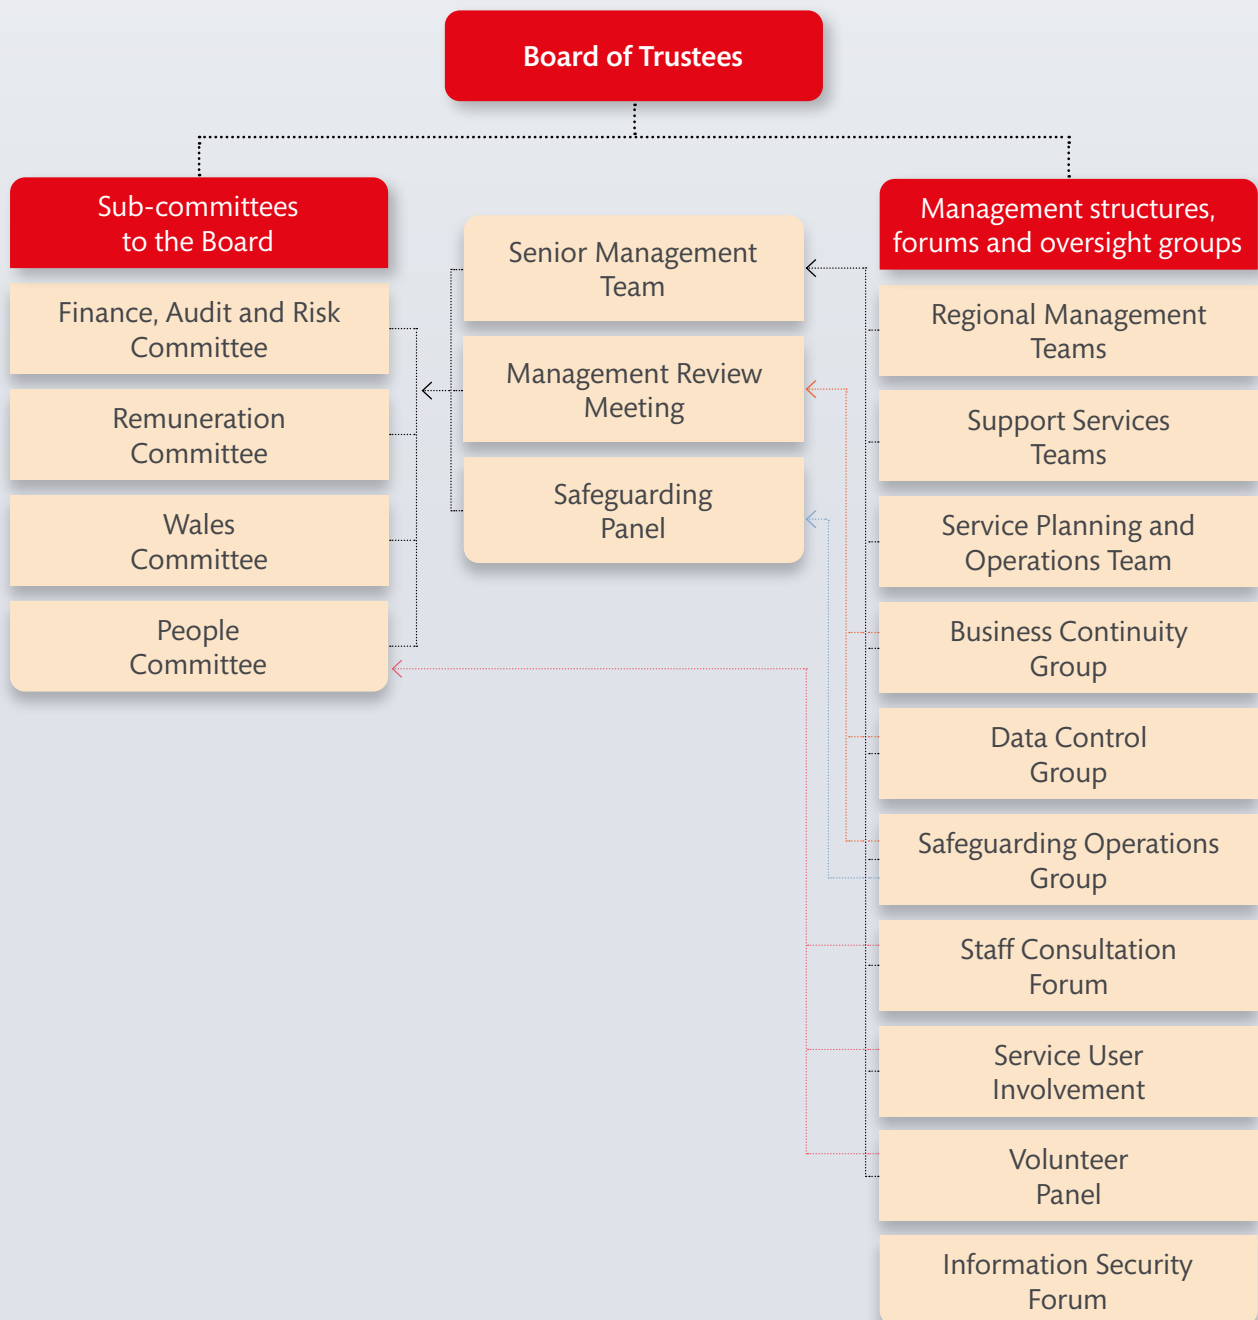 Board of Trustees
Sub-committees
to the Board
Finance, Audit and Risk
Committee
Remuneration
Committee
Wales
Committee
People
Committee
Senior Management
Team
Management Review
Meeting
Safeguarding
Panel
Management structures,
forums and oversight groups
Regional Management
Teams
Support Services
Teams
Service Planning and
Operations Team
Business Continuity
Group
Data Control
Group
Safeguarding Operations
Group
Staff Consultation
Forum
Service User
Involvement
Volunteer
Panel
Information Security
Forum